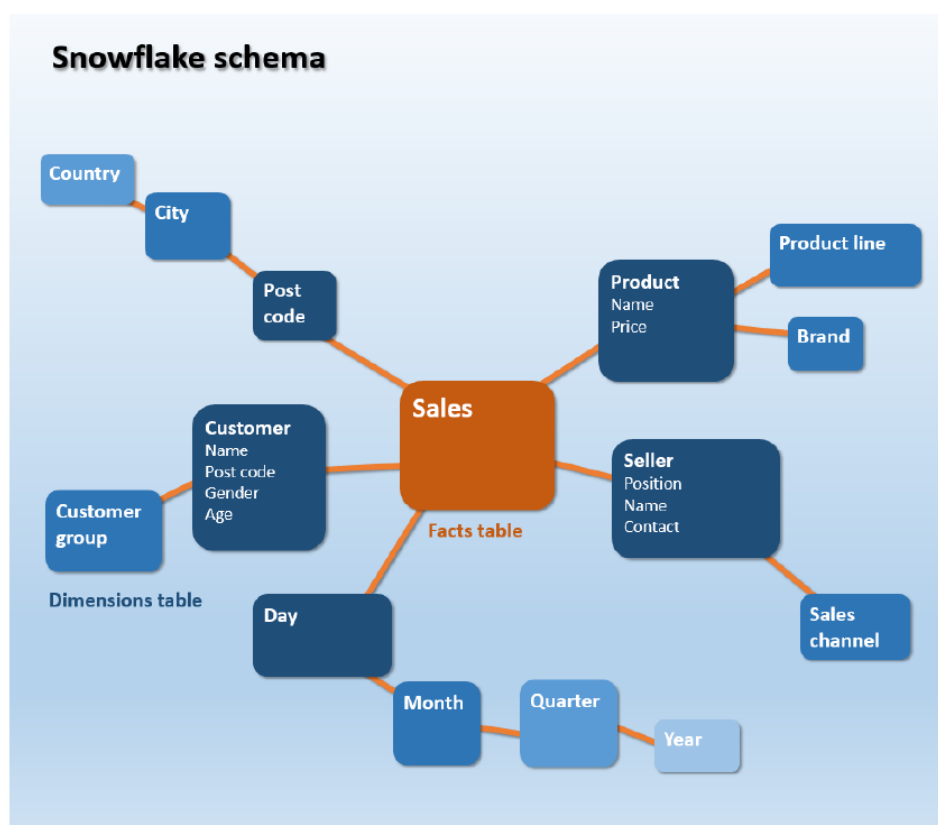 Snowflake schema
Country
City
Post
code
Product
Name
Price
Product line
Brand
Sales
Facts table
Customer
Name
Post code
Gender
Age
Customer
group
Dimensions table
Seller
Position
Name
Contact
Sales
channel
Day
Month
Quarter
Year